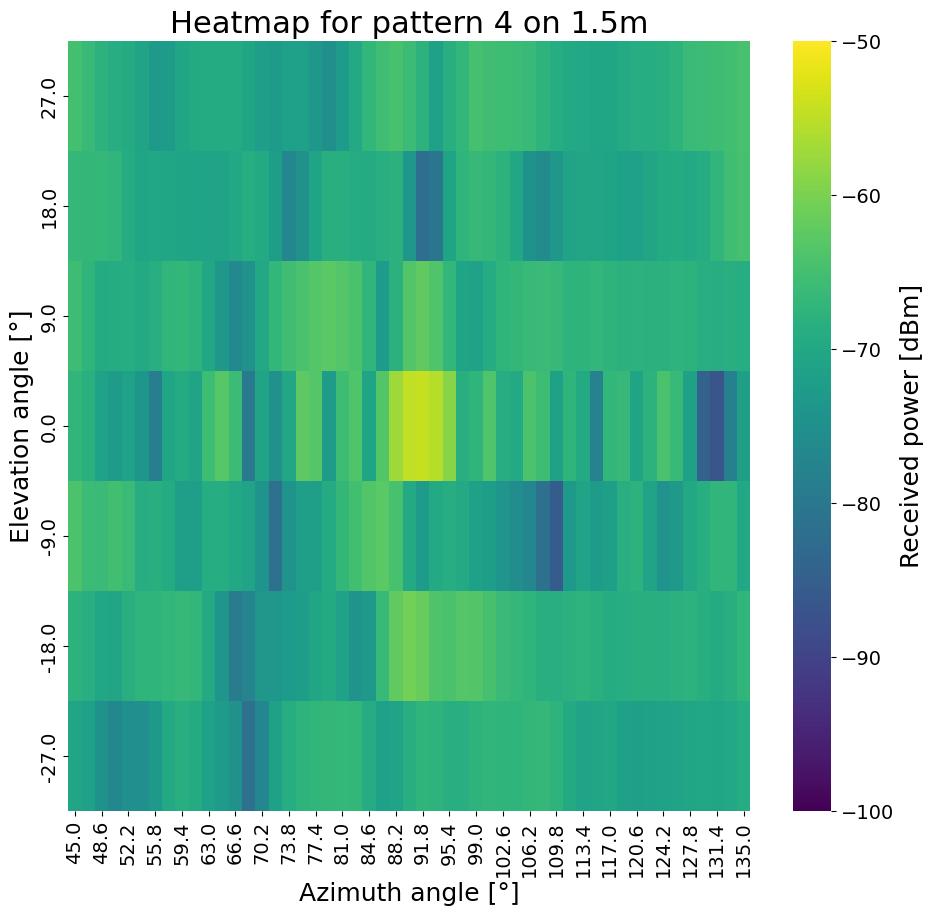 Heatmap for pattern 4 on 1.5m
Elevation angle [°]
27.0
18.0
9.0
0.0
-9.0
-18.0
-27.0
45.0 48.6 52.2 55.8 59.4 63.0 66.6 70.2 73.8 77.4 81.0 84.6 88.2 91.8 95.4 99.0 102.6 106.2 109.8 113.4 117.0 120.6 124.2 127.8 131.4 135.0
Azimuth angle [°]
−50
−60
−70
−80
−90
−100
Received power [dBm]